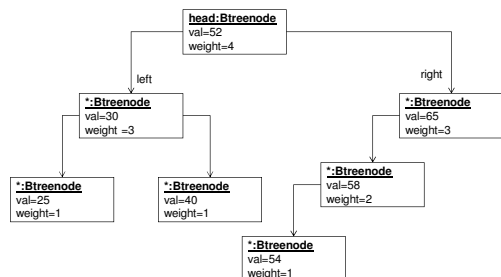 head:Btreenode
val=52
weight=4
left
right
*:Btreenode
val=30
weight =3
*:Btreenode
val=65
weight=3
*:Btreenode
val=25
weight=1
*:Btreenode
val=40
weight=1
*:Btreenode
val=58
weight=2
*:Btreenode
val=54
weight=1